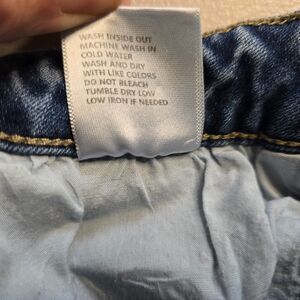 WASH INSIDE OUT
MACHINE WASH IN
COLD WATER
WASH AND DAY
WITH LIKE COLORS
DO NOT BLEACH
TUMBLE DRY LOW
LOW IRON IF NEEDED